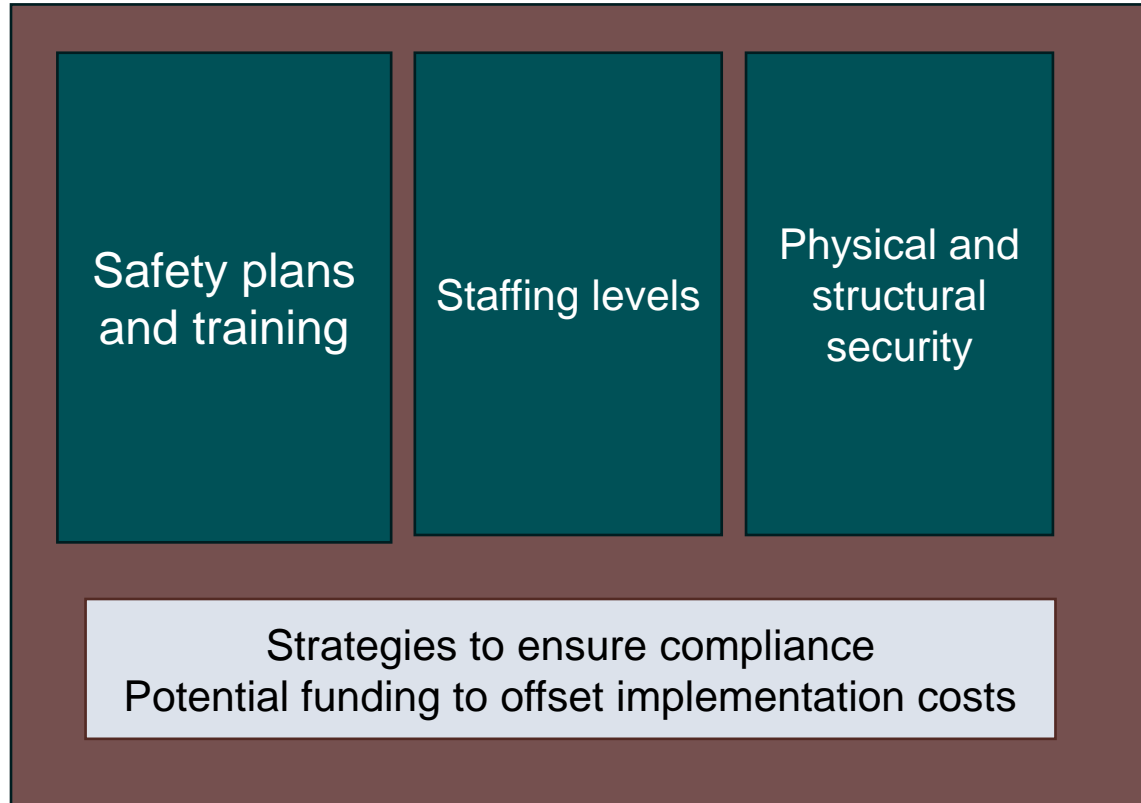 Safety plans
and training
Staffing levels
Physical and
structural
security
Strategies to ensure compliance
Potential funding to offset implementation costs